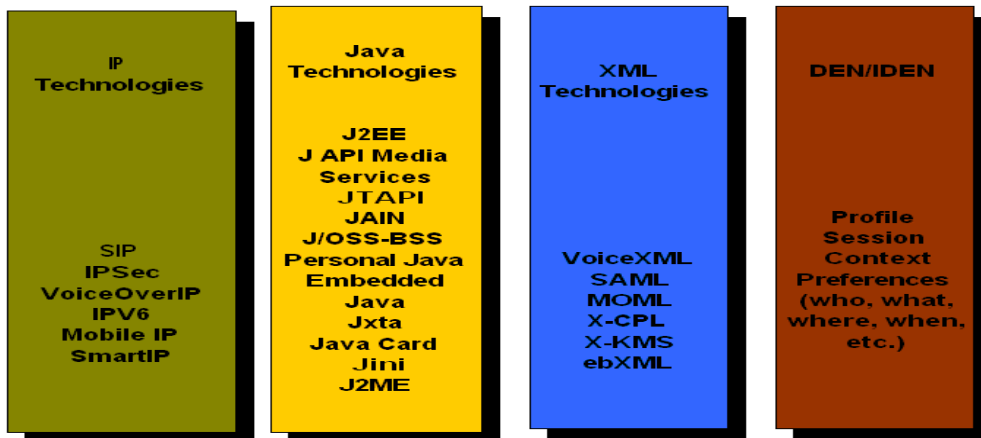 IP
Technologies
SIP
IPSec
VoiceOverIP
IPV6
Mobile IP
SmartIP
Java
Technologies
J2EE
J API Media
Services
JTAPI
JAIN
J/OSS-BSS
Personal Java
Embedded
Java
Jxta
Java Card
Jini
J2ME
XML
Technologies
VoiceXML
SAML
MOML
X-CPL
X-KMS
ebXML
DEN/IDEN
Profile
Session
Context
Preferences
(who, what,
where, when,
etc.)